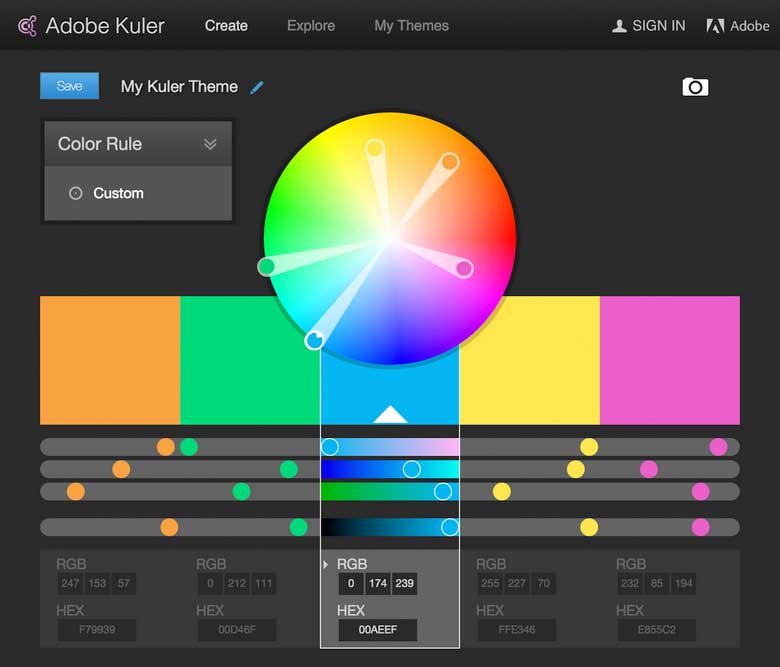 Adobe Kuler Create Explore My Themes SIGN IN Adobe
Save My Kuler Theme
Color Rule
Custom
RGB RGB RGB RGB RGB
247 153 57 0 212 111 0 174 239 255 227 70 232 85 194
HEX HEX HEX HEX HEX
F79939 00D46F 00AEEF FFE346 E855C2